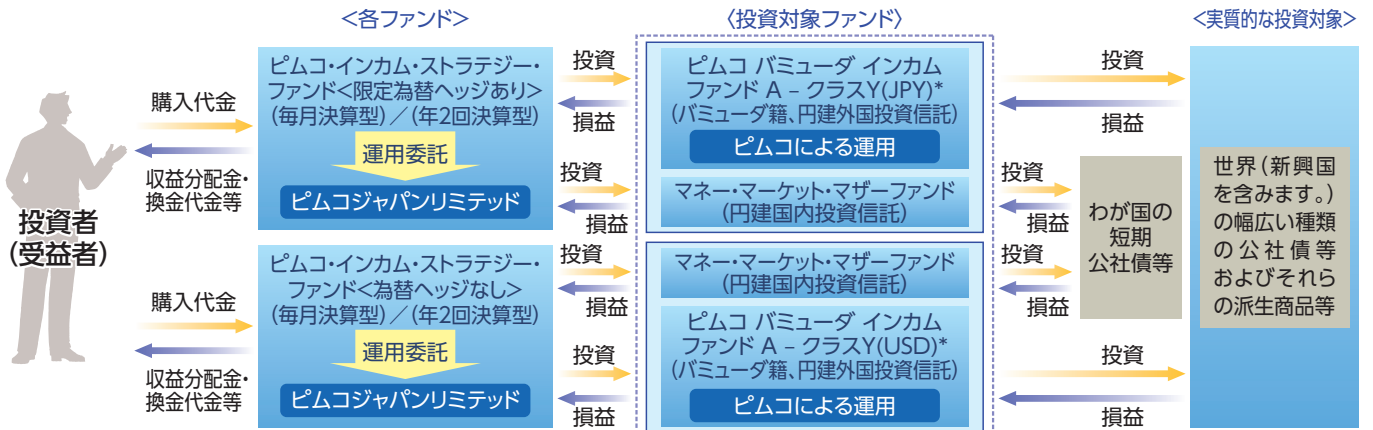 <各ファンド>
〈投資対象ファンド〉
<実質的な投資対象>
投資者
(受益者)
購入代金
収益分配金・
換金代金等
ピムコ・インカム・ストラテジー・
ファンド<限定為替ヘッジあり>
(毎月決算型)/(年2回決算型)
運用委託
ピムコジャパンリミテッド
投資
損益
投資
損益
ピムコ バミューダ インカム
ファンド A – クラスY(JPY)*
(バミューダ籍、円建外国投資信託)
ピムコによる運用
マネー・マーケット・マザーファンド
(円建国内投資信託)
投資
損益
投資
損益
購入代金
収益分配金・
換金代金等
ピムコ・インカム・ストラテジー・
ファンド<為替ヘッジなし>
(毎月決算型)/(年2回決算型)
運用委託
ピムコジャパンリミテッド
投資
損益
投資
損益
マネー・マーケット・マザーファンド
(円建国内投資信託)
ピムコ バミューダ インカム
ファンド A – クラスY(USD)*
(バミューダ籍、円建外国投資信託)
ピムコによる運用
投資
損益
投資
損益
わが国の
短期
公社債等
世界(新興国
を含みます。)
の幅広い種類
の公社債等
およびそれら
の派生商品等